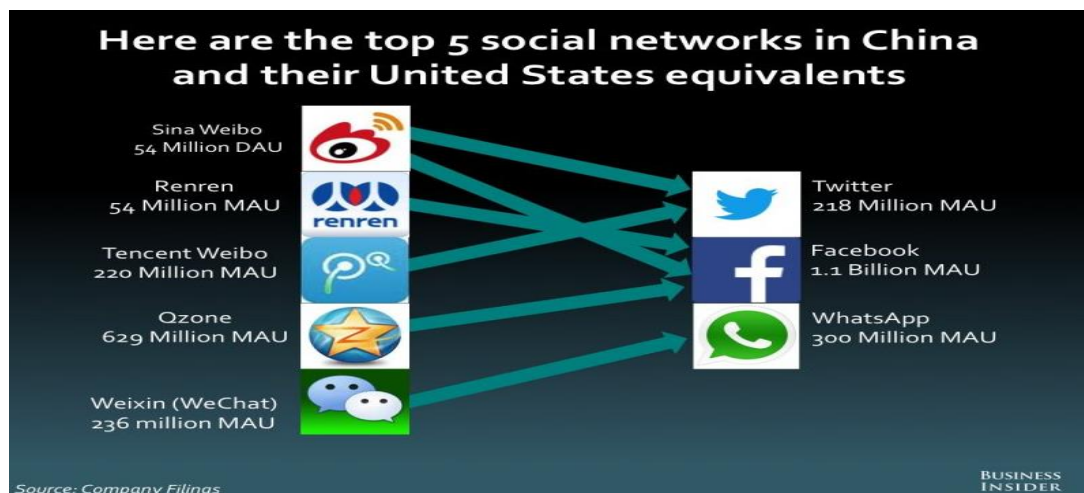 Here are the top 5 social networks in China
and their United States equivalents
Sina Weibo
54 Million DAU
Renren
54 Million MAU
renren
Tencent Weibo
220 Million MAU
Qzone
629 Million MAU
Weixin (WeChat)
236 million MAU
Twitter
218 Million MAU
Facebook
1.1 Billion MAU
f
WhatsApp
300 Million MAU
Source: Company Filings
BUSINESS
INSIDER